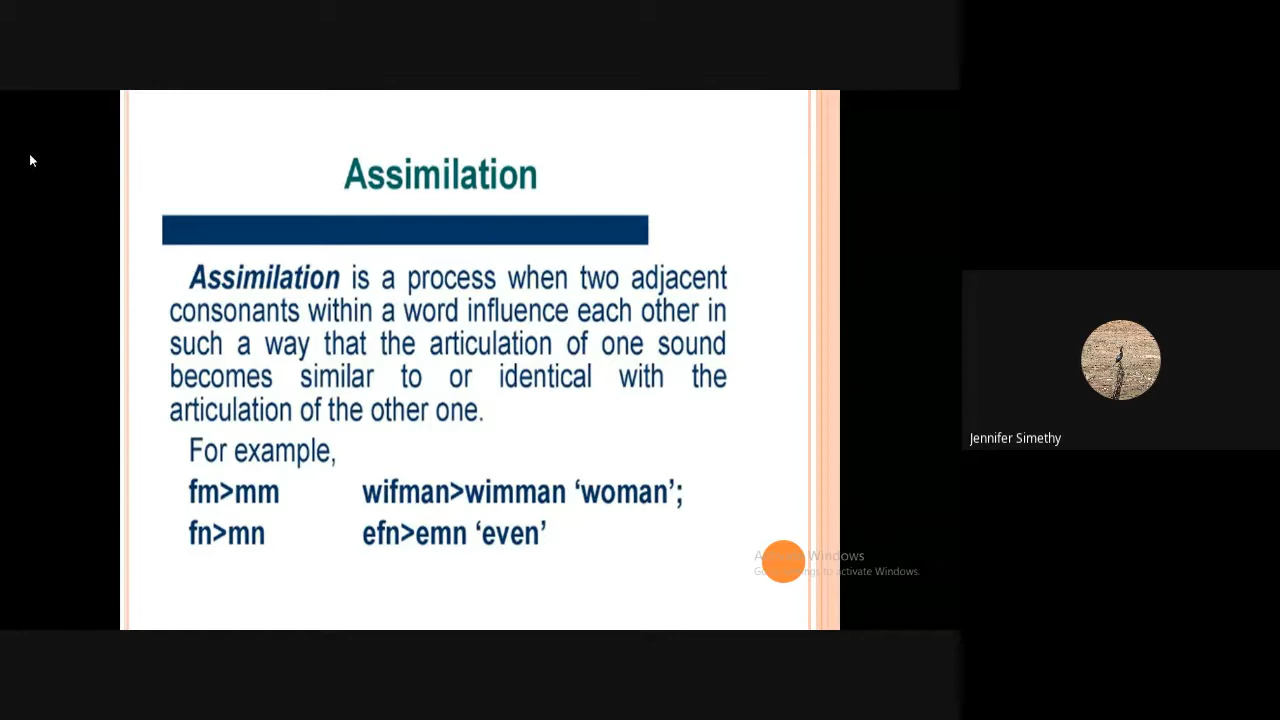 Assimilation
Assimilation is a process when two adjacent
consonants within a word influence each other in
such a way that the articulation of one sound
becomes similar to or identical with the
articulation of the other one.
For example,
fm>mm wifman>wimman ‘woman’;
fn>mn efn>emn ‘even’
Activate Windows
Go to Settings to activate Windows.
Jennifer Simethy